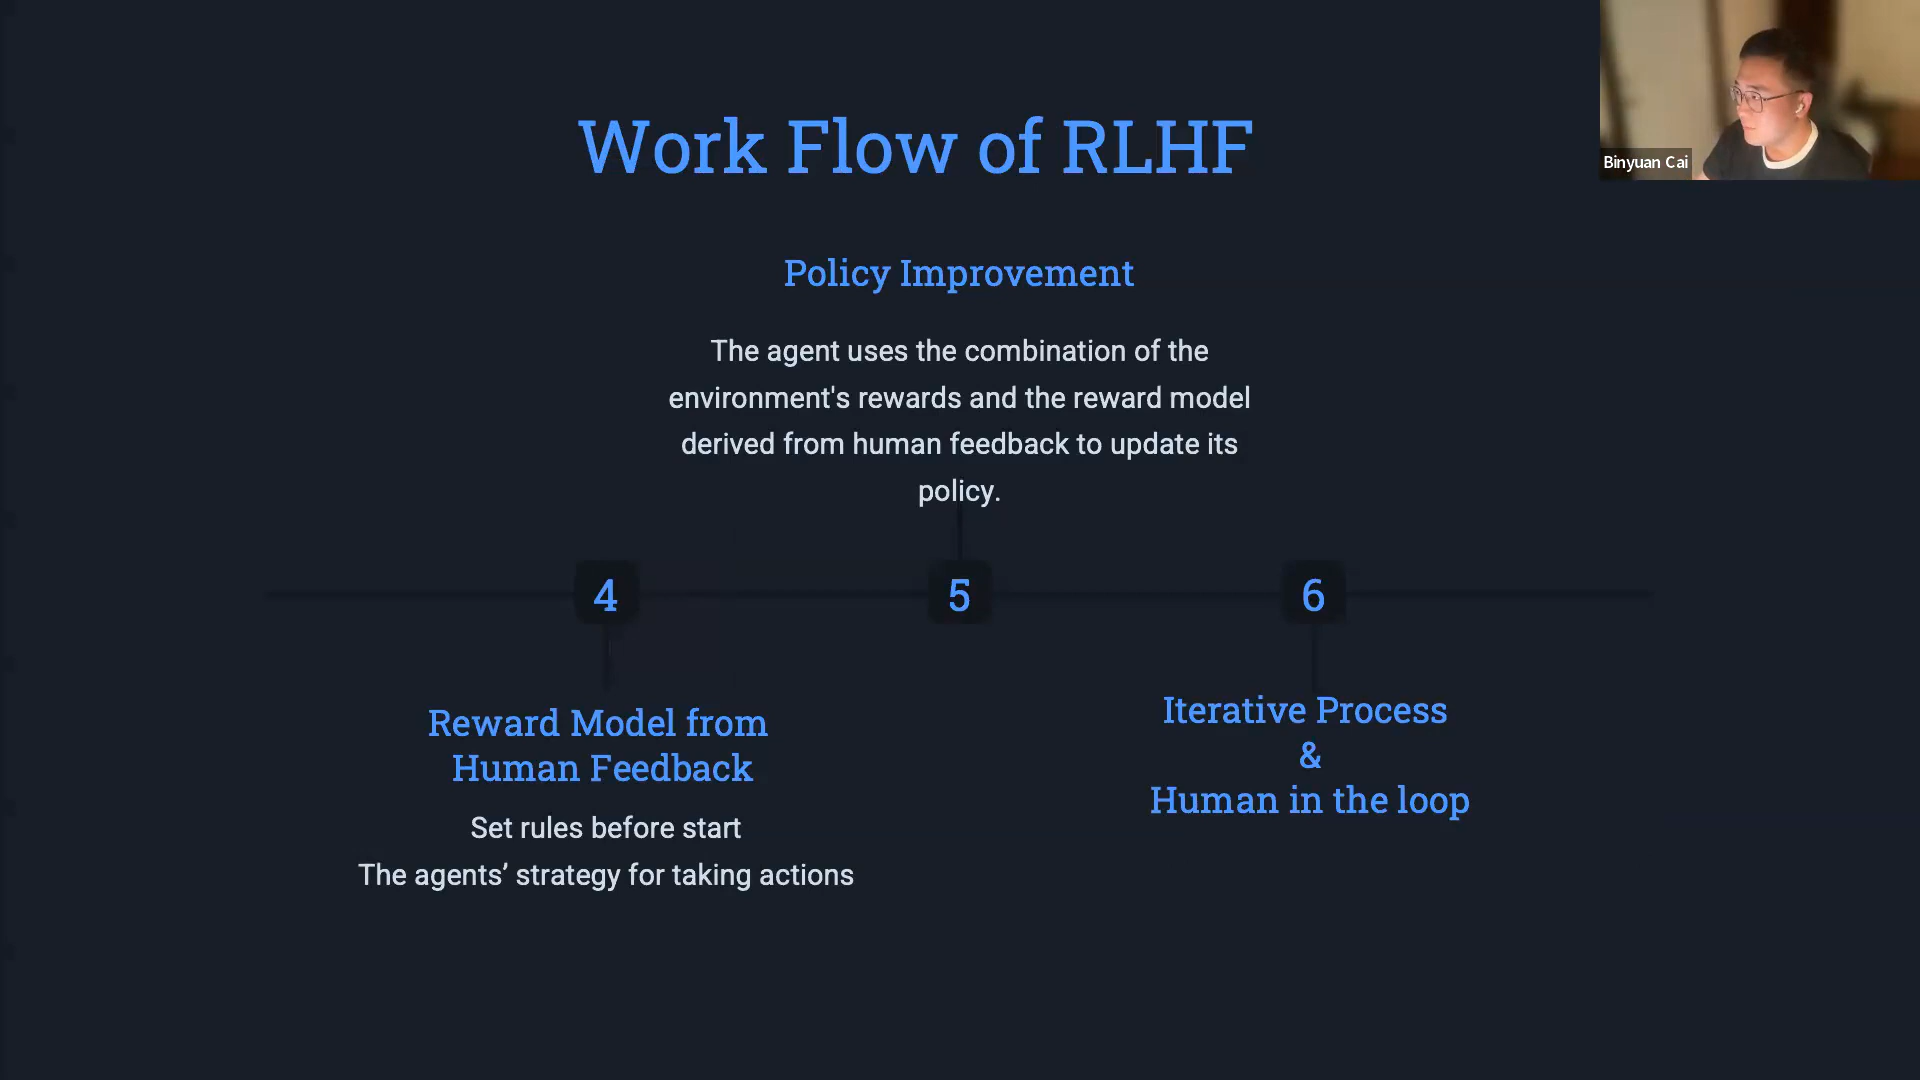 Work Flow of RLHF
Binyuan Cai
Policy Improvement
The agent uses the combination of the
environment's rewards and the reward model
derived from human feedback to update its
policy.
4
5
6
Reward Model from
Human Feedback
Set rules before start
The agents’ strategy for taking actions
Iterative Process
&
Human in the loop